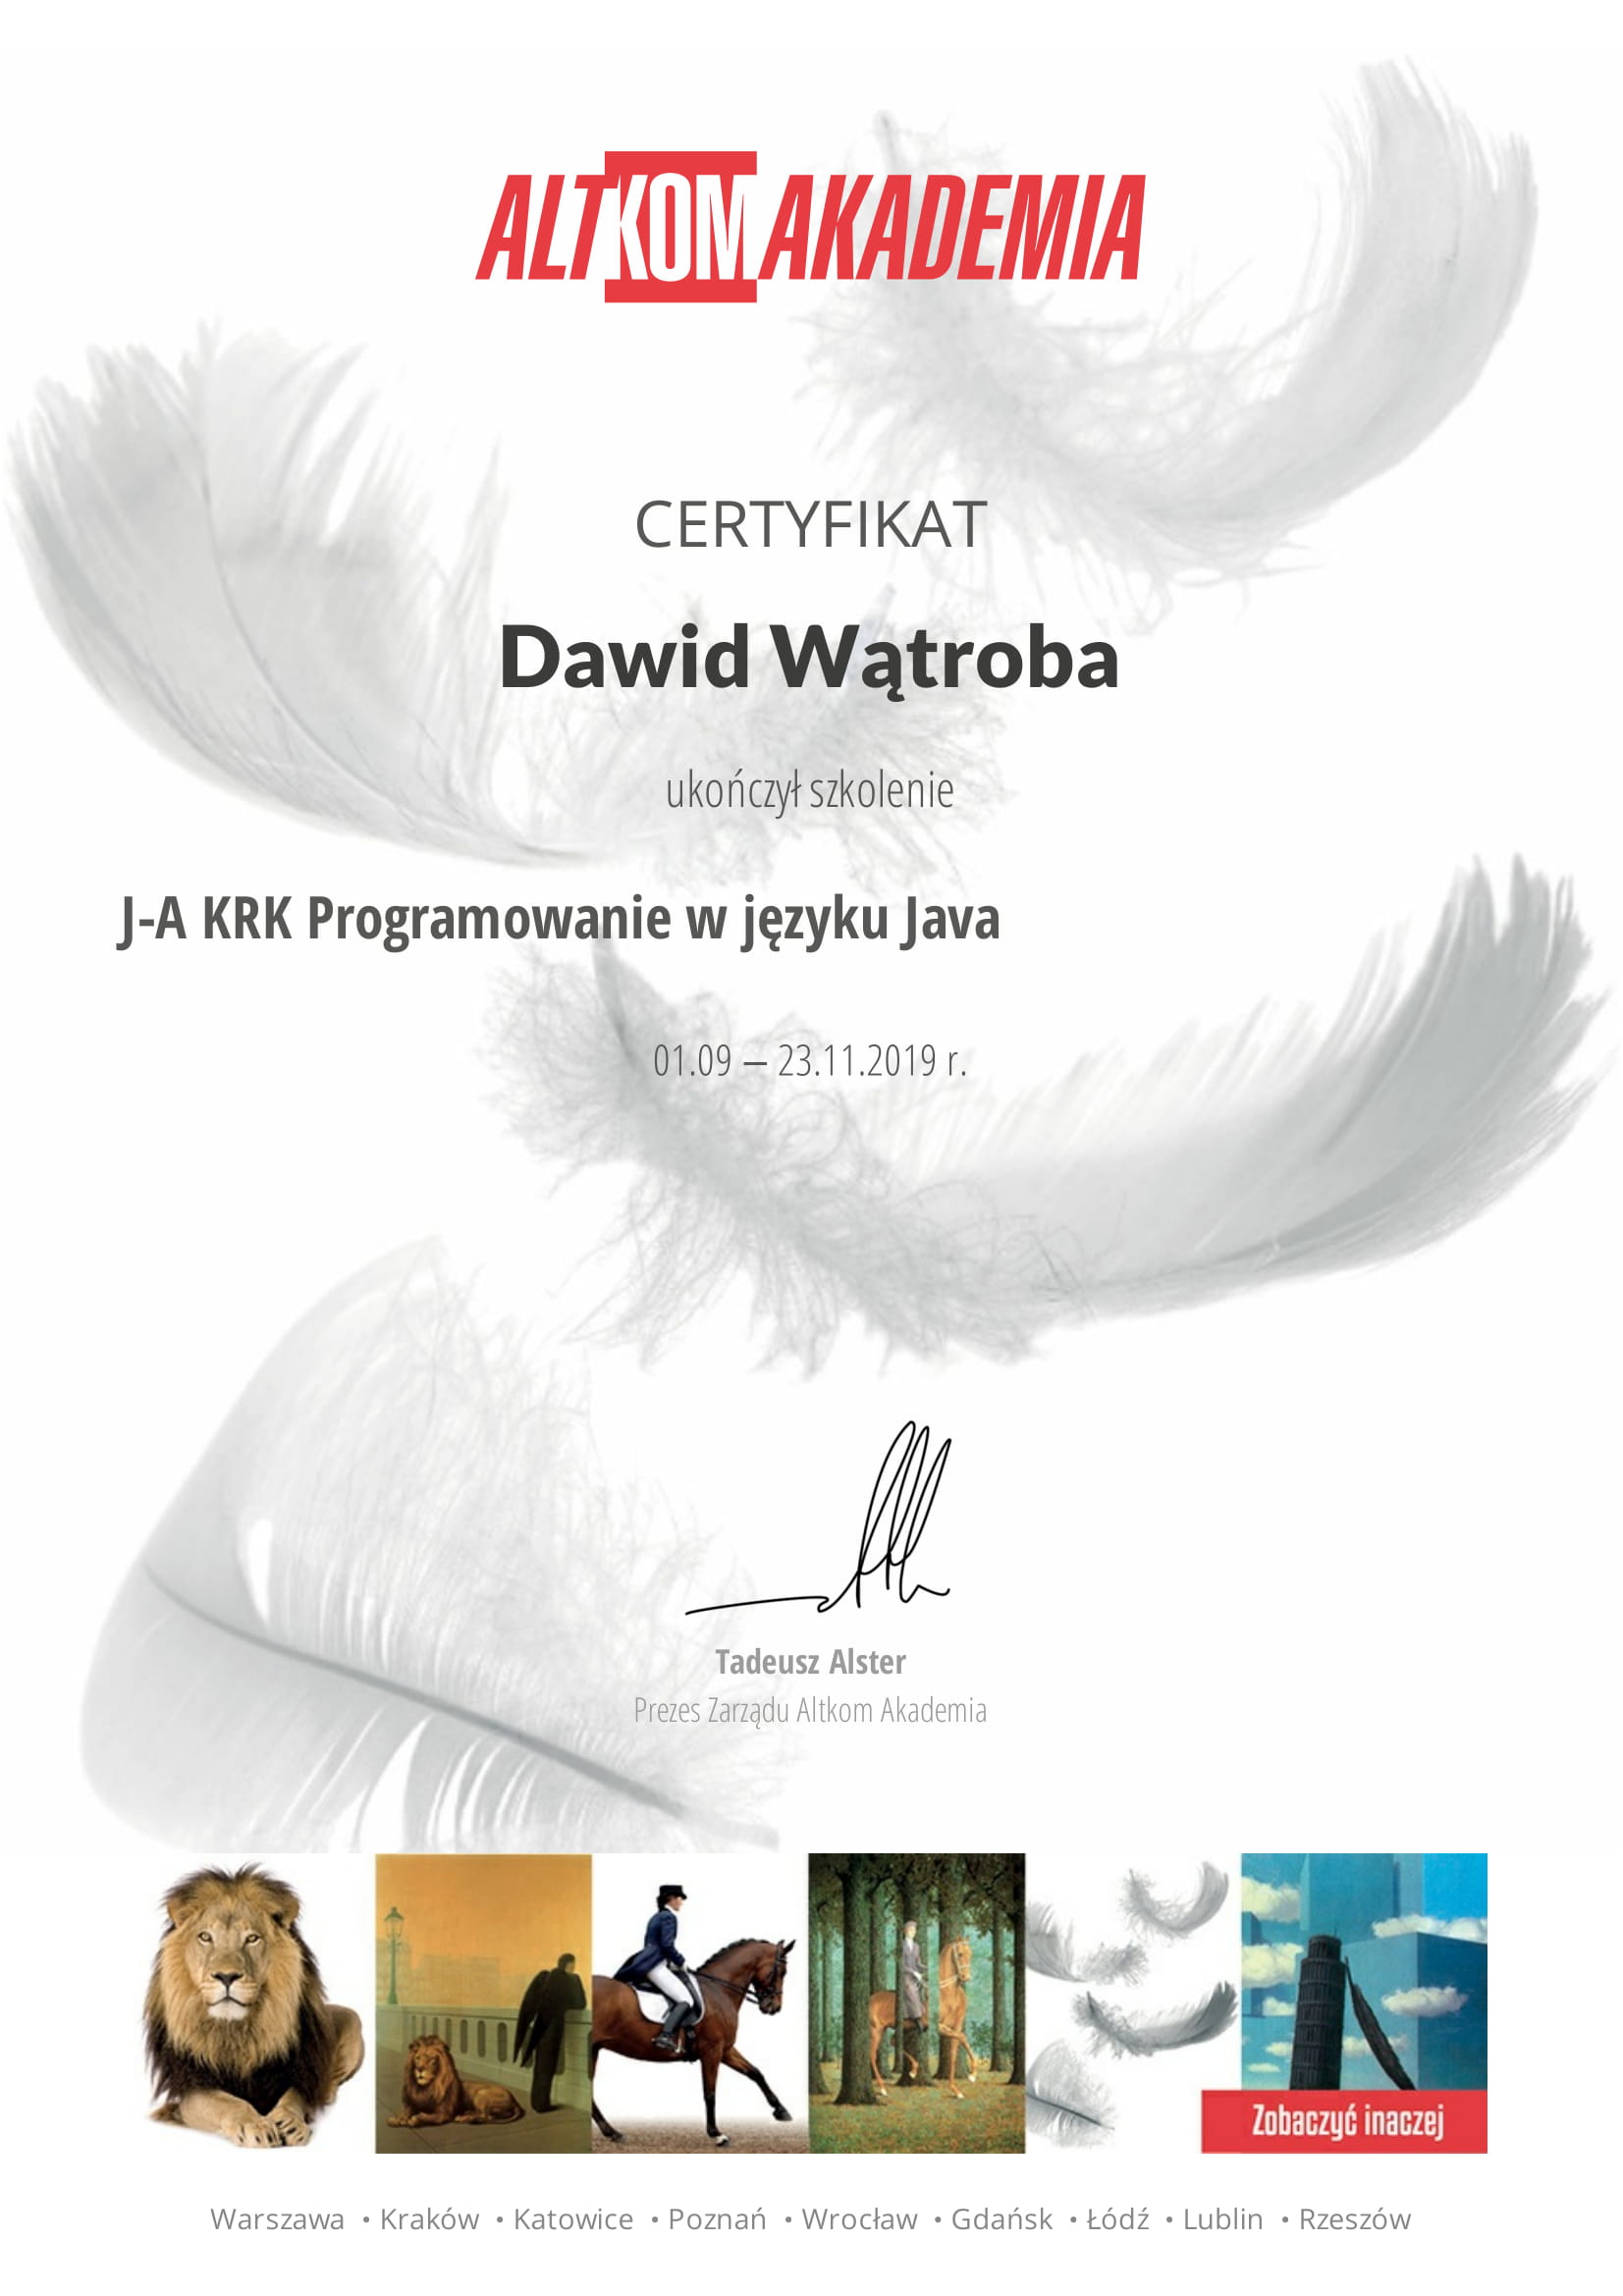 ALTKOM AKADEMIA
CERTYFIKAT
Dawid Wątroba
ukończył szkolenie
J-A KRK Programowanie w języku Java
01.09 – 23.11.2019 r.
Tadeusz Alster
Prezes Zarządu Altkom Akademia
Zobaczyć inaczej
Warszawa • Kraków • Katowice • Poznań • Wrocław • Gdańsk • Łódź • Lublin • Rzeszów